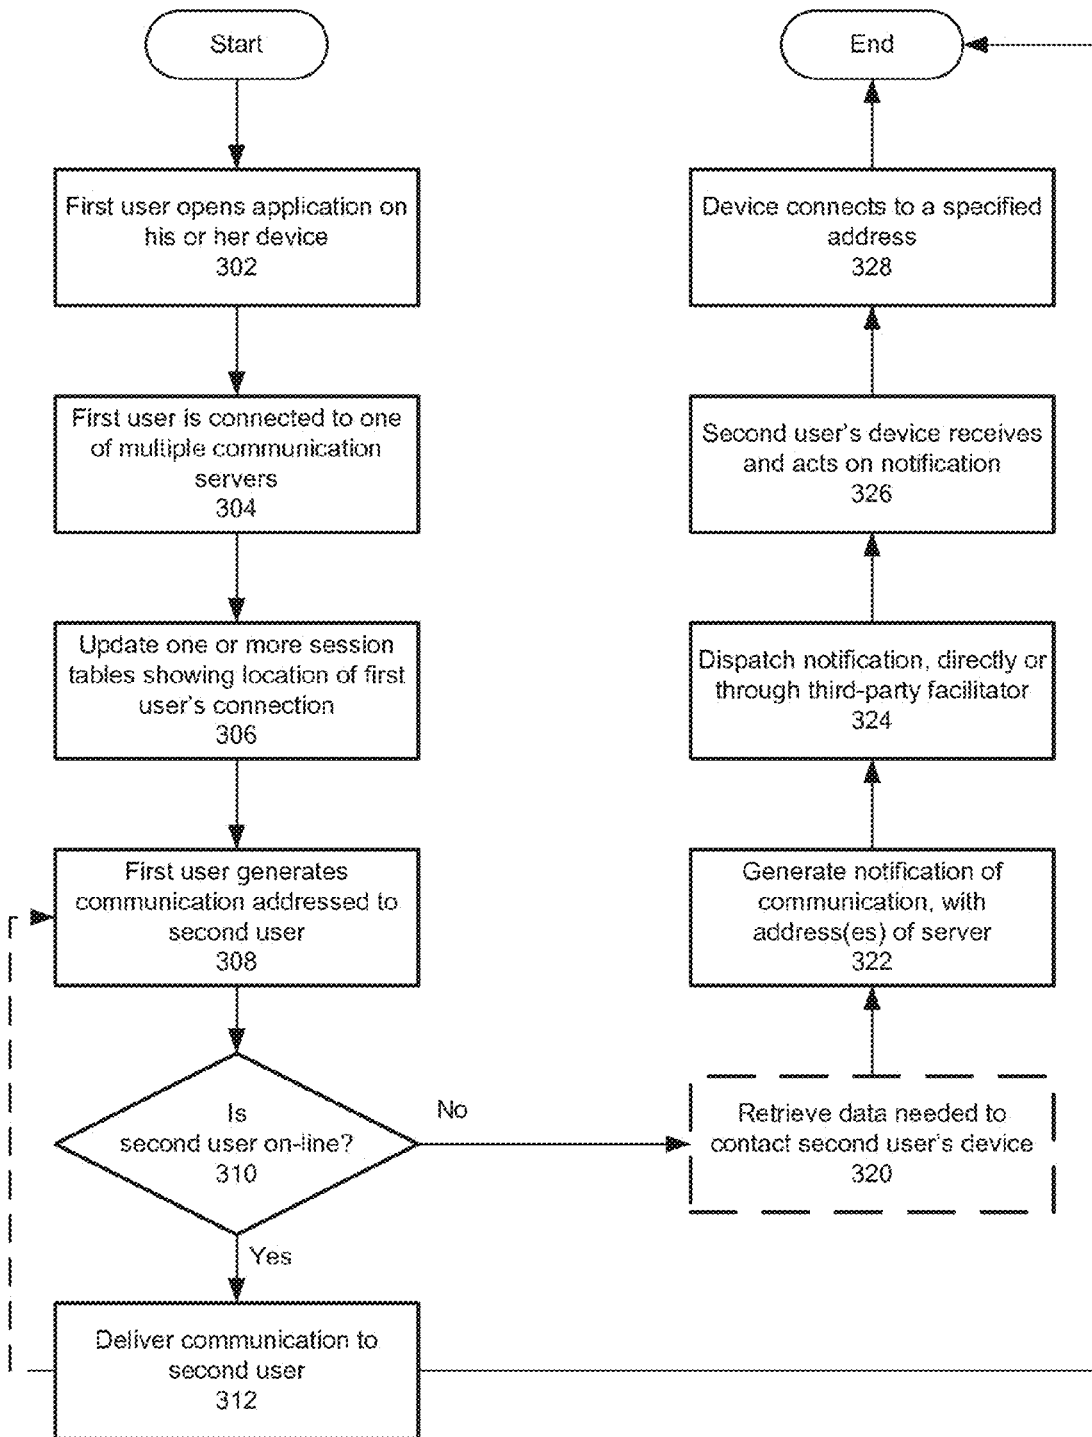 Start
First user opens application on
his or her device
302
First user is connected to one
of multiple communication
servers
304
Update one or more session
tables showing location of first
user's connection
306
First user generates
communication addressed to
second user
308
Is
second user on-line?
310
No
Yes
Deliver communication to
second user
312
Retrieve data needed to
contact second user's device
320
Generate notification of
communication, with
address(es) of server
322
Dispatch notification, directly or
through third-party facilitator
324
Second user's device receives
and acts on notification
326
Device connects to a specified
address
328
End